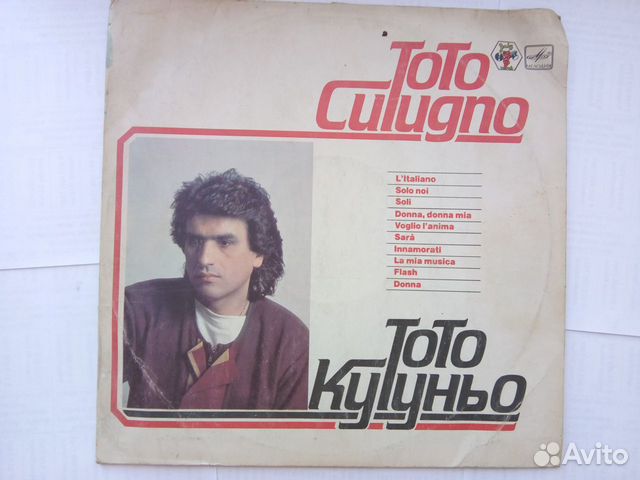 ToTo
Cutugno
МЕЛОДИЯ
L'Italiano
Solo noi
Soli
Donna, donna mia
Voglio l'anima
Sarà
Innamorati
La mia musica
Flash
Donna
ТоТо
Кутуньо
Avito